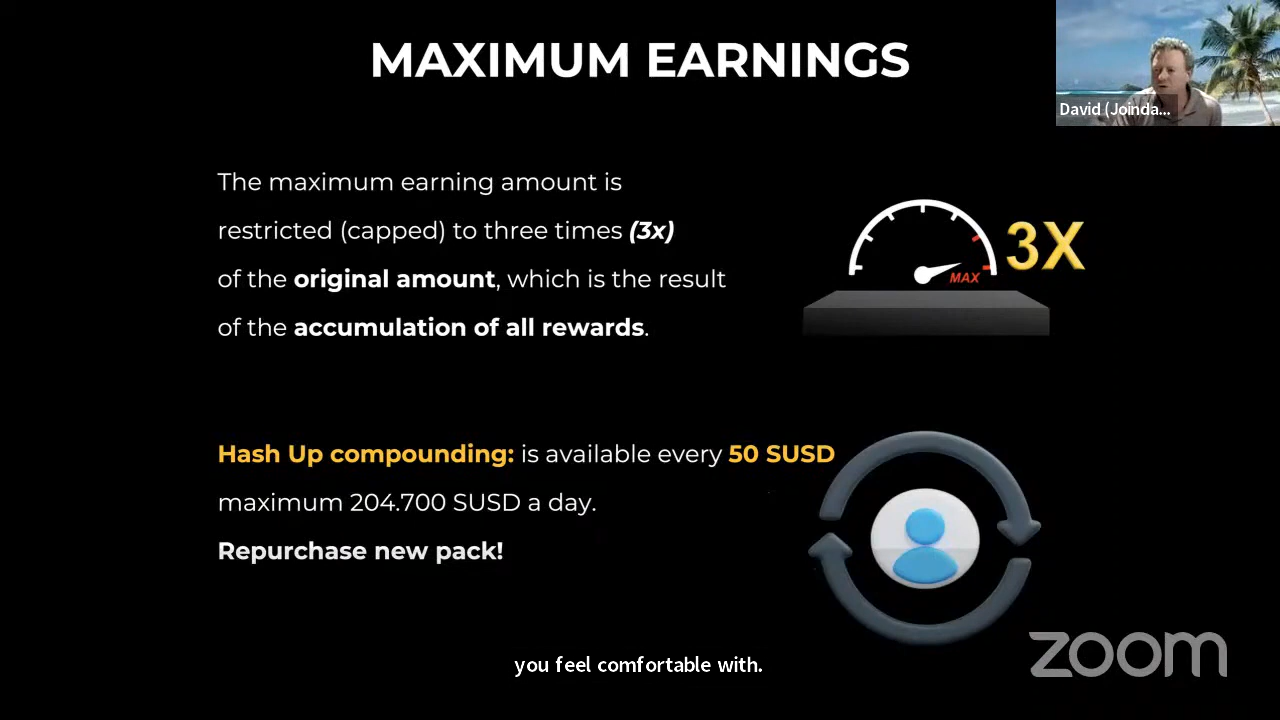 MAXIMUM EARNINGS
David (Joinda...
The maximum earning amount is
restricted (capped) to three times (3x)
of the original amount, which is the result
of the accumulation of all rewards.
3X
MAX
Hash Up compounding: is available every 50 SUSD
maximum 204.700 SUSD a day.
Repurchase new pack!
you feel comfortable with.
zoom